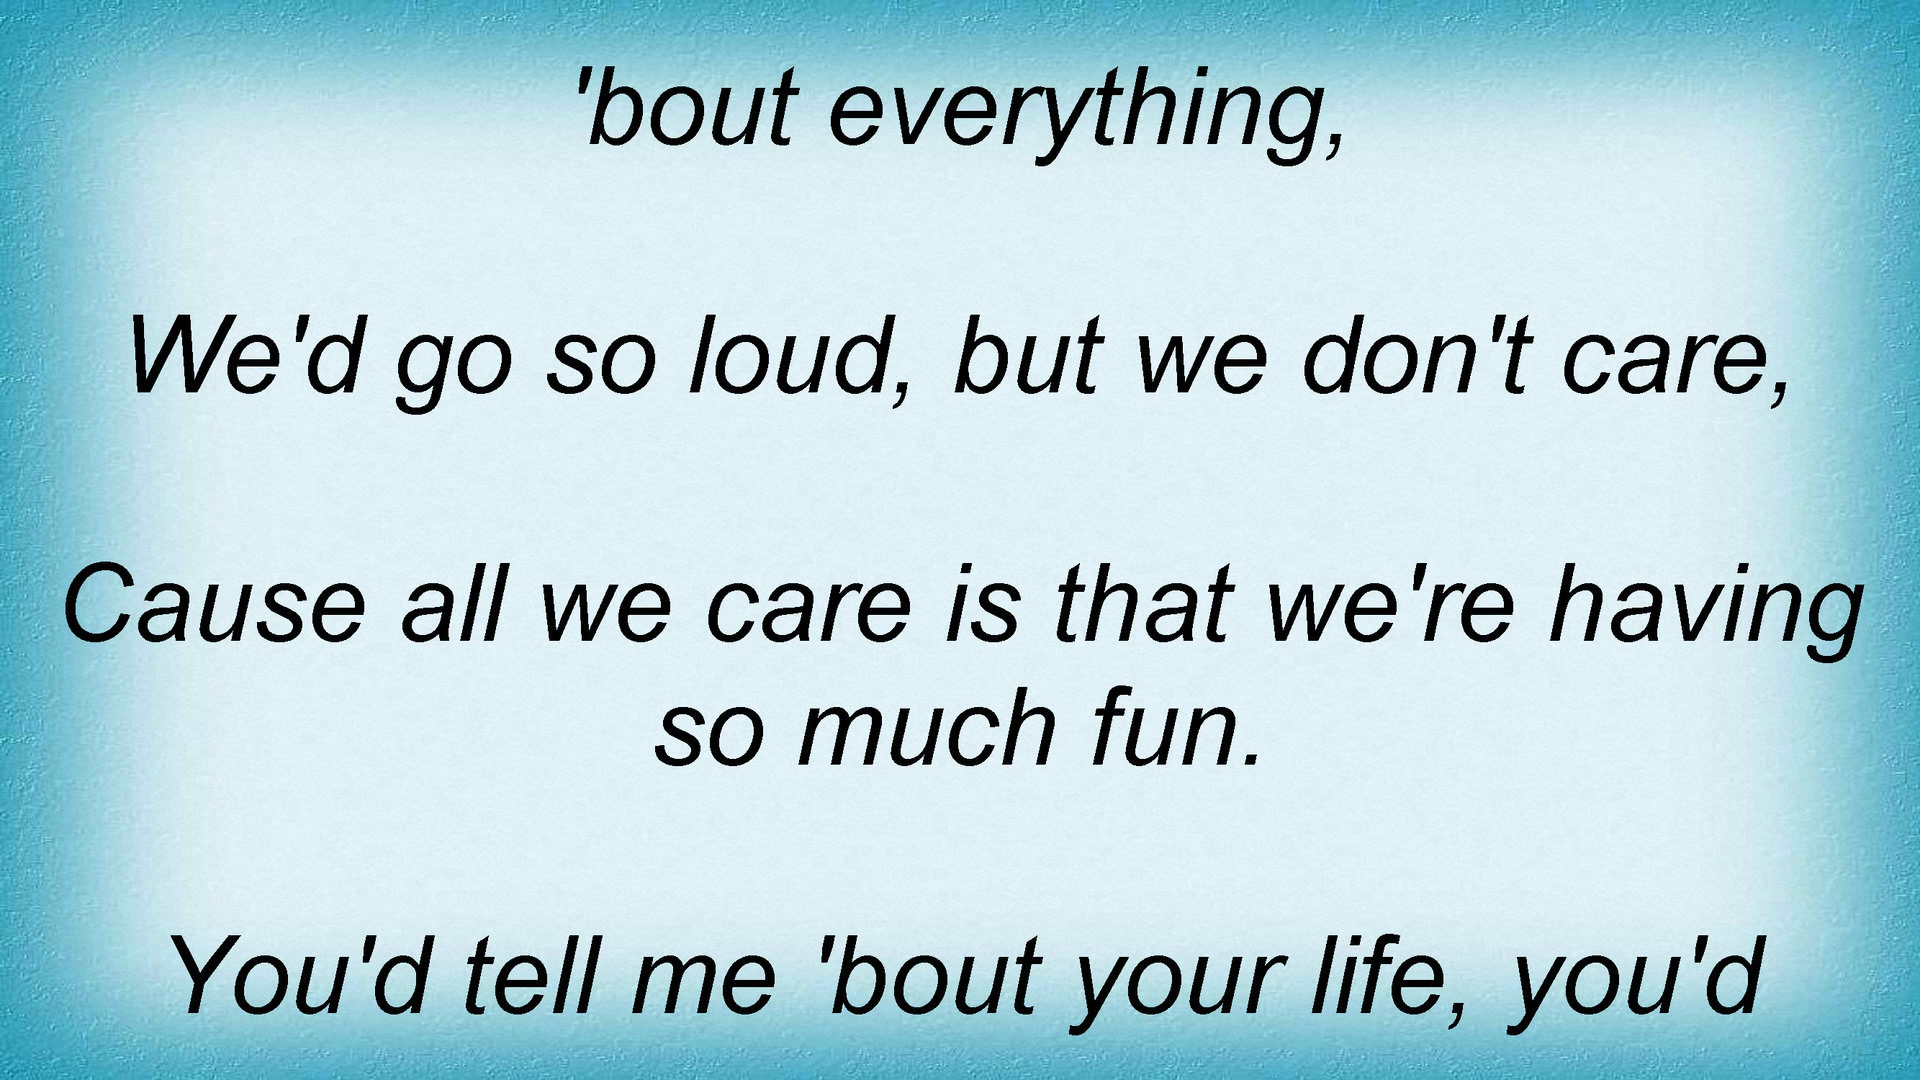 'bout everything,
We'd go so loud, but we don't care,
Cause all we care is that we're having
so much fun.
You'd tell me 'bout your life, you'd